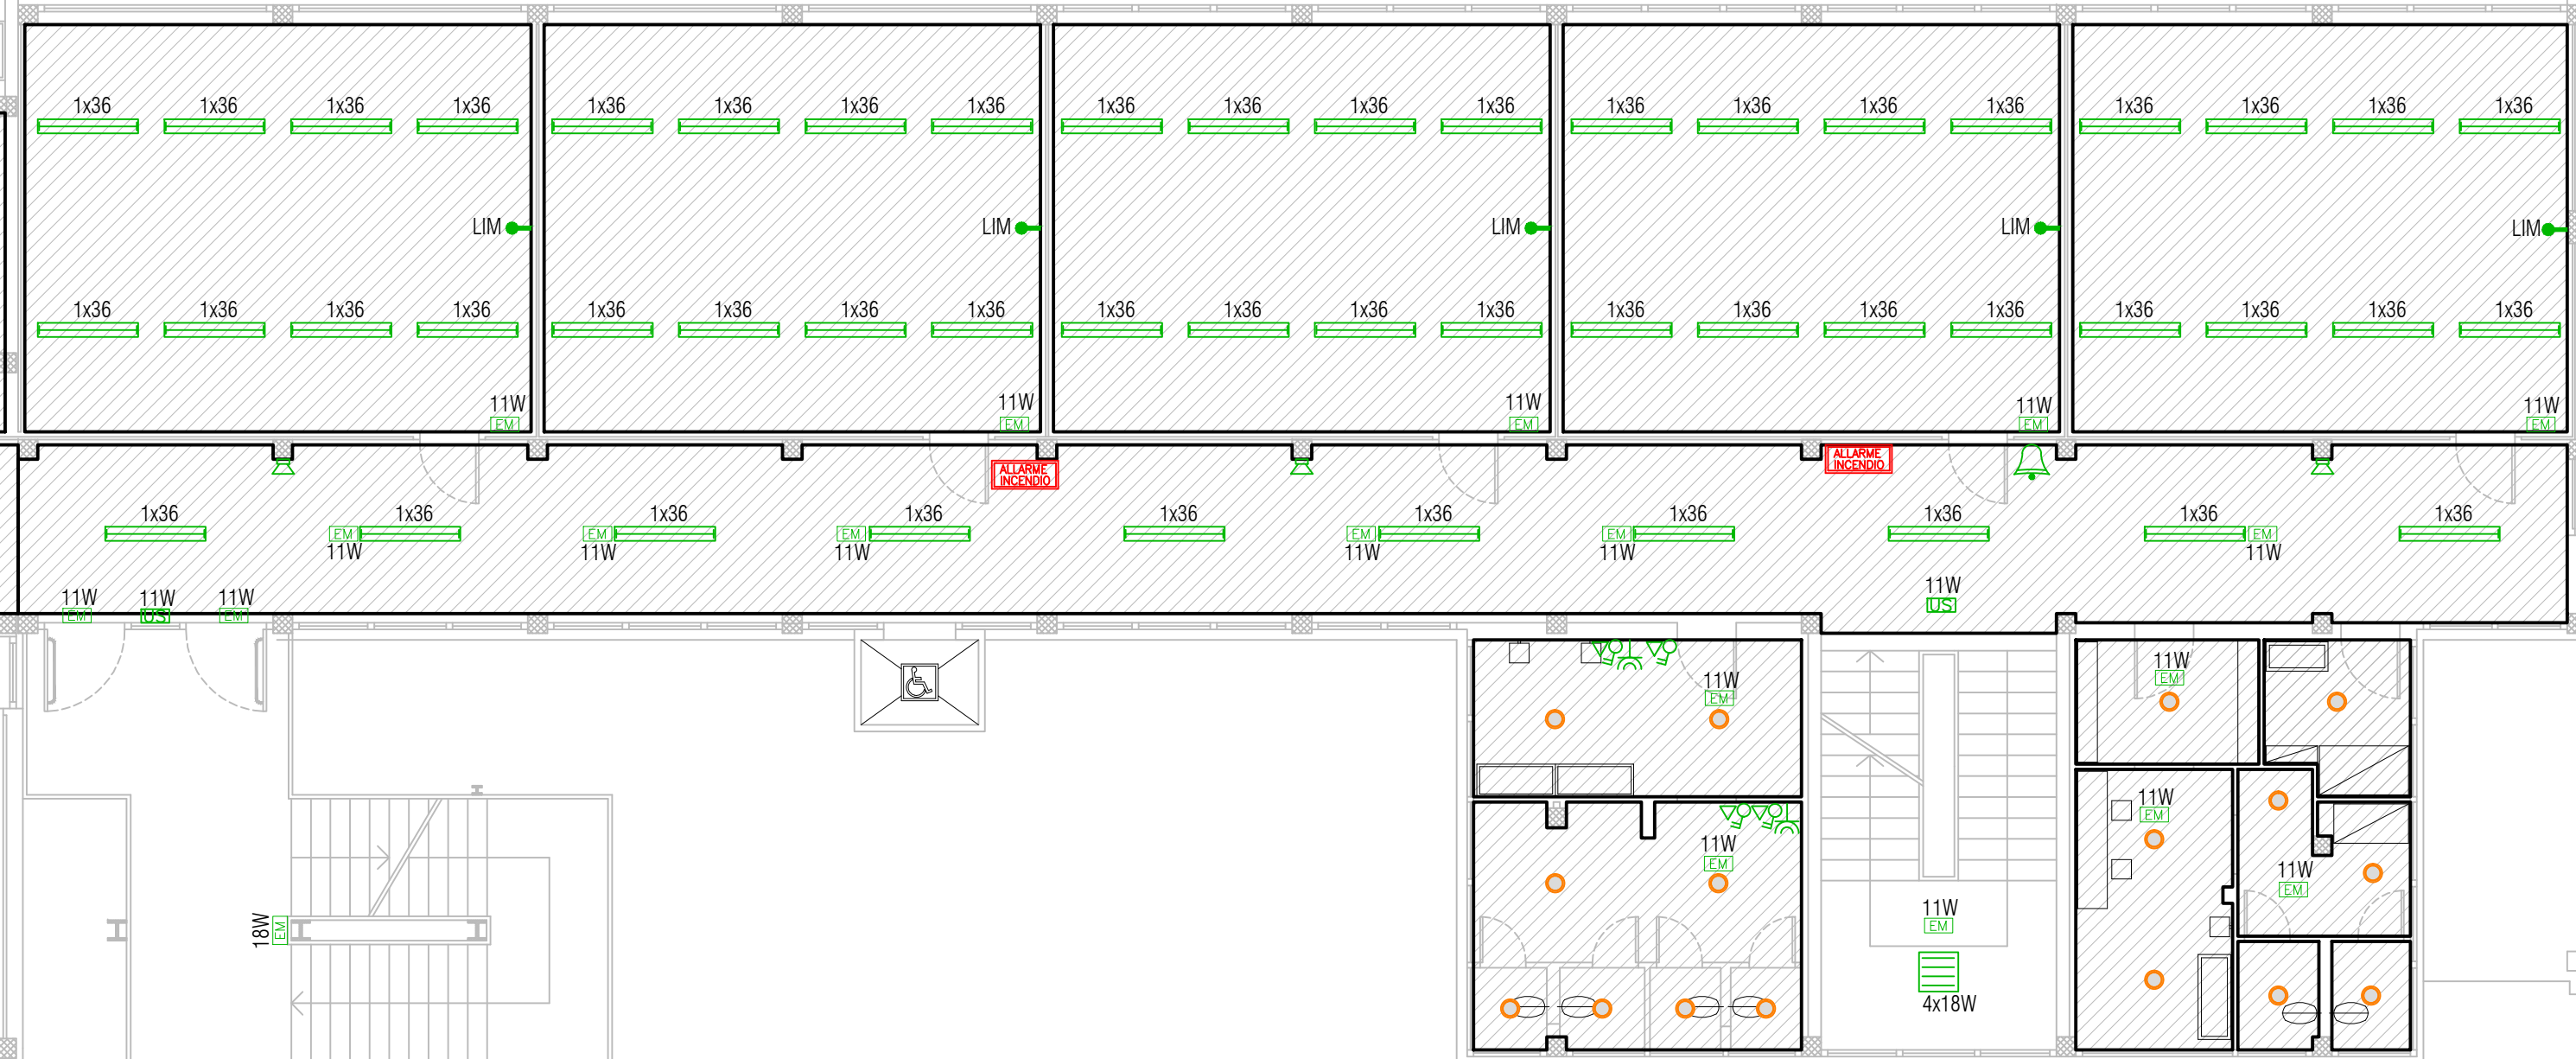 1x36 1x36 1x36 1x36 1x36 1x36 1x36 1x36 1x36 1x36 1x36 1x36 1x36 1x36 1x36 1x36 1x36 1x36 1x36 1x36
LIM LIM LIM LIM LIM
1x36 1x36 1x36 1x36 1x36 1x36 1x36 1x36 1x36 1x36 1x36 1x36 1x36 1x36 1x36 1x36 1x36 1x36 1x36 1x36
11W 11W 11W 11W 11W
EM EM EM EM EM
ALLARME ALLARME
INCENDIO INCENDIO
1x36 1x36 1x36 1x36 1x36 1x36 1x36 1x36 1x36 1x36
EM EM EM EM EM EM
11W 11W 11W 11W 11W 11W
11W 11W 11W 11W
EM US EM US
11W 11W
EM EM
11W 11W
EM EM
11W 11W
EM EM
18W 11W
EM EM
4x18W